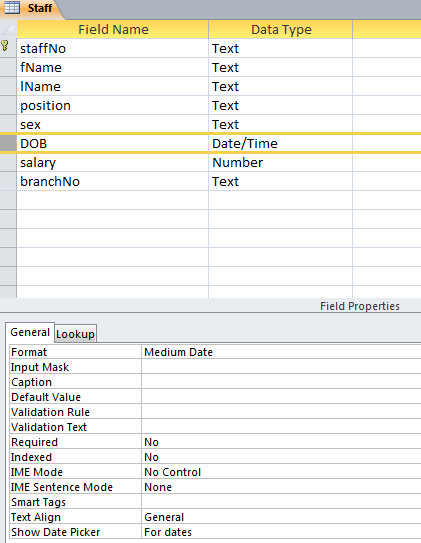 Staff
Field Name Data Type
staffNo Text
fName Text
lName Text
position Text
sex Text
DOB Date/Time
salary Number
branchNo Text
Field Properties
General Lookup
Format Medium Date
Input Mask
Caption
Default Value
Validation Rule
Validation Text
Required No
Indexed No
IME Mode No Control
IME Sentence Mode None
Smart Tags
Text Align General
Show Date Picker For dates